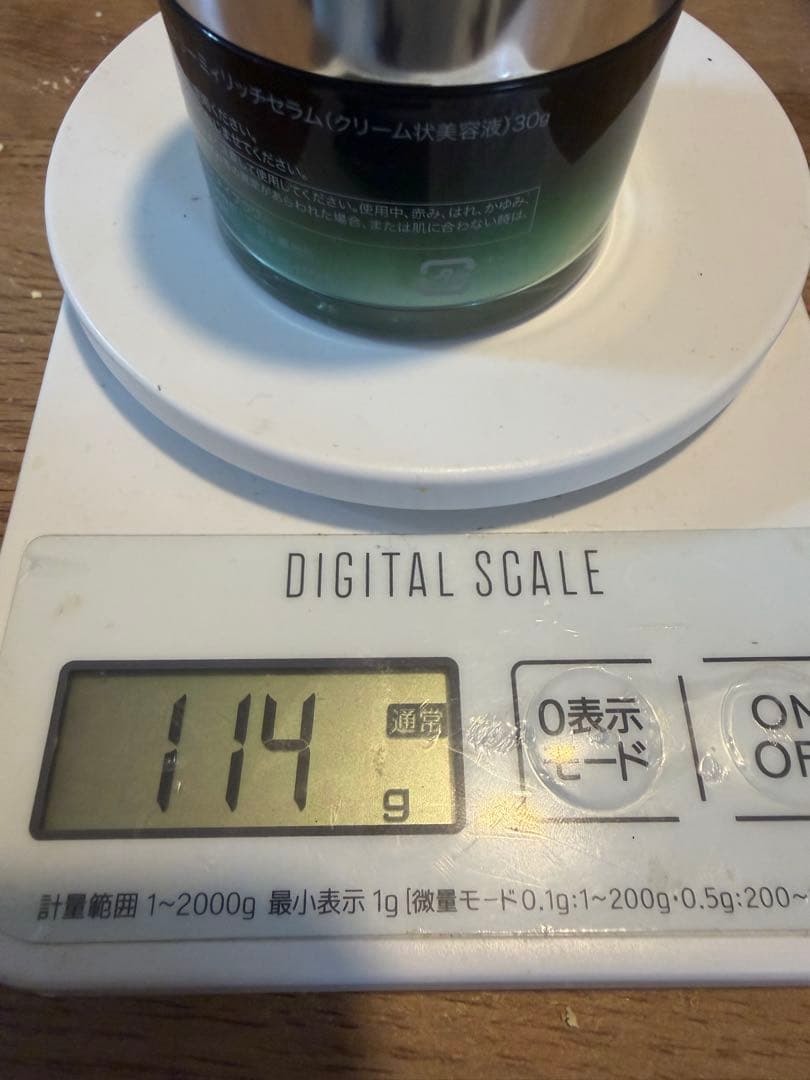 ーミィリッチセラム(クリーム状美容液)30g
ください。
ませてください。
して使用してください。使用中、赤み、はれ、かゆみ、
があらわれた場合、または肌に合わない時は、
DIGITAL SCALE
114
通常
g
0表示
モード
ON
計量範囲 1~2000g 最小表示 1g [微量モード0.1g:1~200g・0.5g:200~